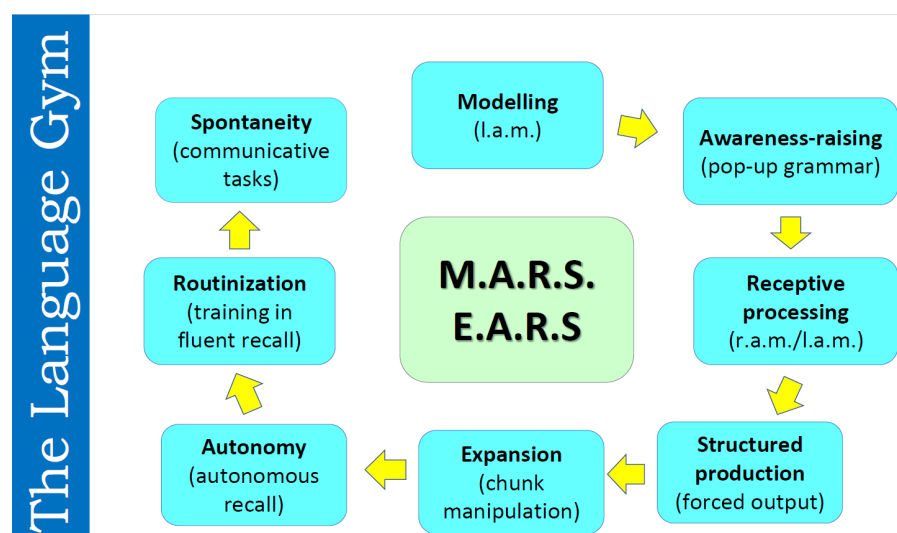 The Language Gym
Modelling
(l.a.m.)
Awareness-raising
(pop-up grammar)
Receptive
processing
(r.a.m./l.a.m.)
Structured
production
(forced output)
Expansion
(chunk
manipulation)
Autonomy
(autonomous
recall)
Routinization
(training in
fluent recall)
Spontaneity
(communicative
tasks)
M.A.R.S.
E.A.R.S